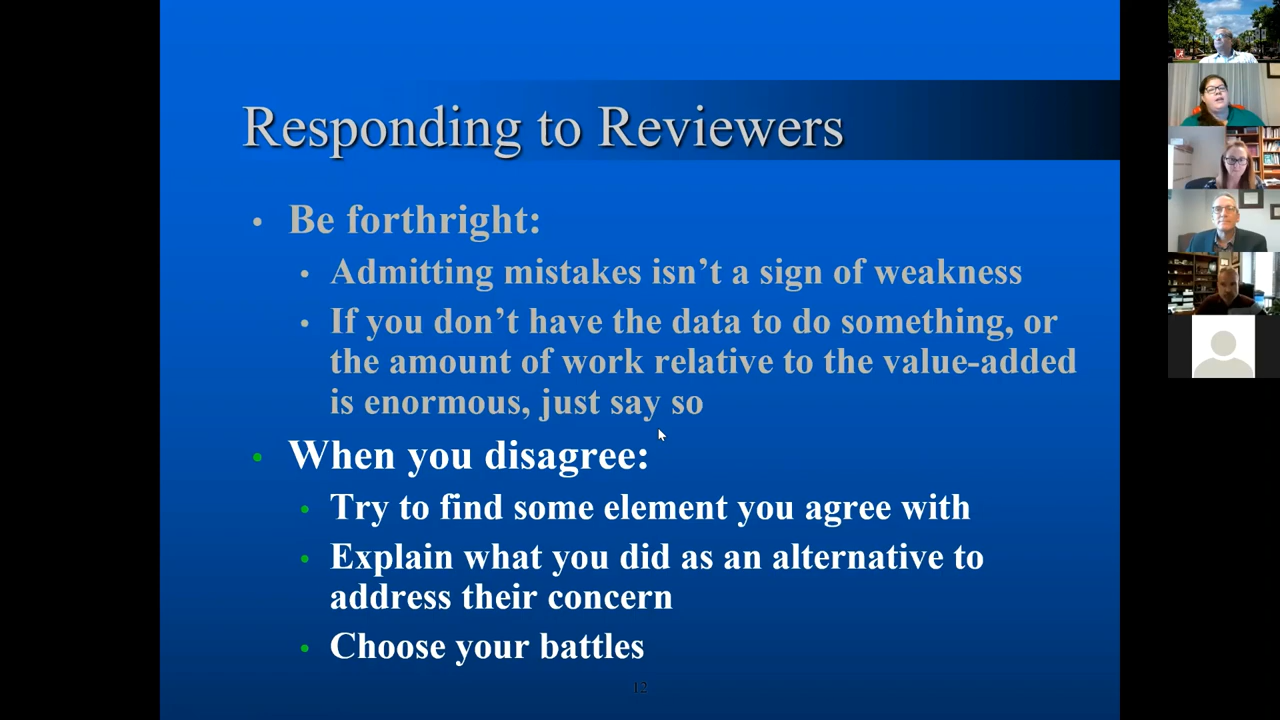 Responding to Reviewers
• Be forthright:
• Admitting mistakes isn’t a sign of weakness
• If you don’t have the data to do something, or
the amount of work relative to the value-added
is enormous, just say so
• When you disagree:
• Try to find some element you agree with
• Explain what you did as an alternative to
address their concern
• Choose your battles
12